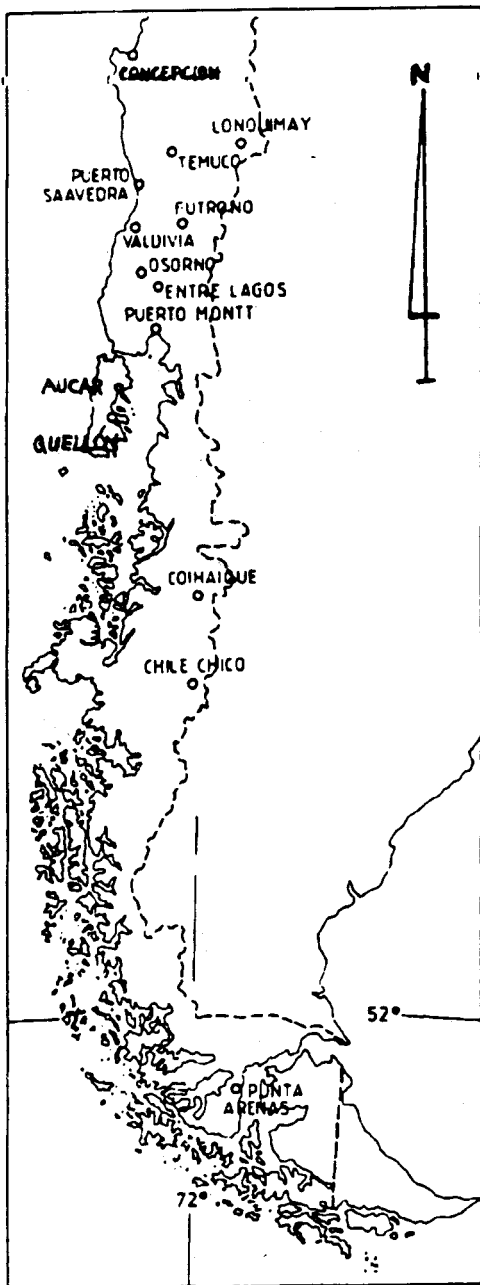 CONCEPCION
N
LONQUIMAY
TEMUCO
PUERTO
SAAVEDRA
FUTRONO
VALDIVIA
OSORNO
ENTRE LAGOS
PUERTO MONTT
AUCAR
QUELLON
COIHAIQUE
CHILE CHICO
52°
PUNTA
ARENAS
72°